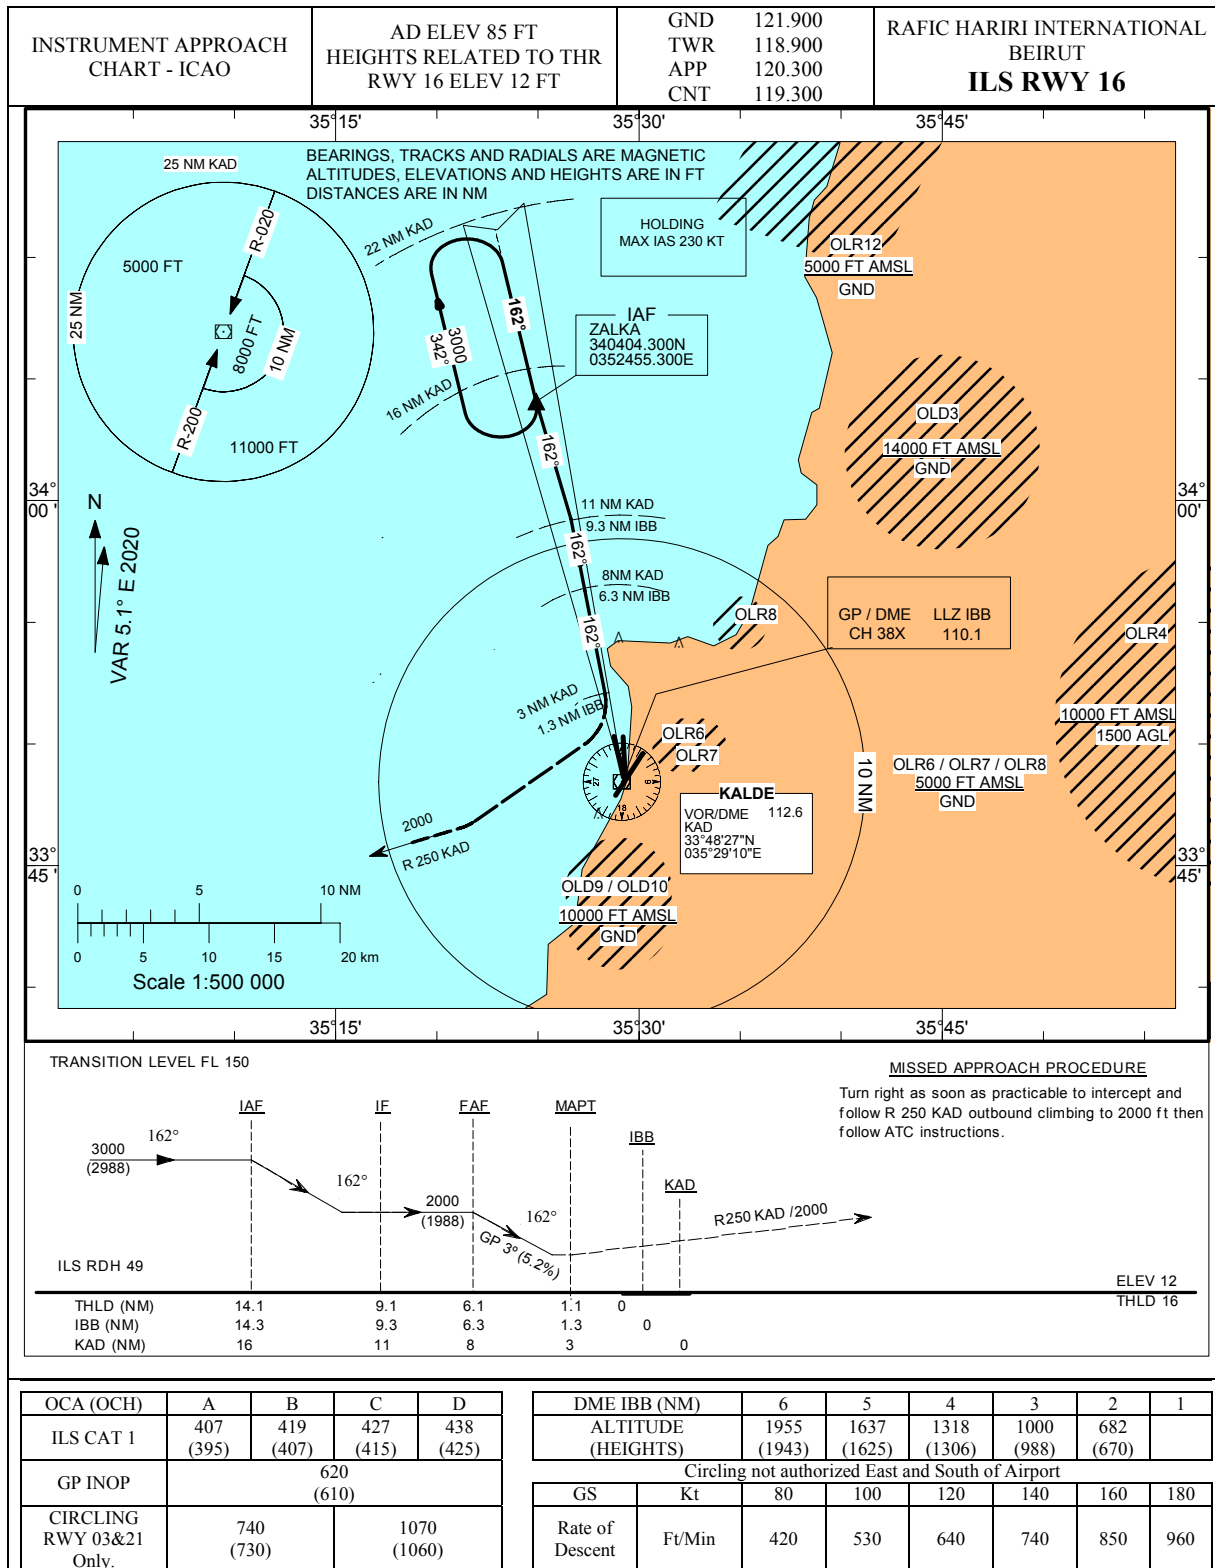 INSTRUMENT APPROACH
CHART - ICAO
AD ELEV 85 FT
HEIGHTS RELATED TO THR
RWY 16 ELEV 12 FT
GND 121.900
TWR 118.900
APP 120.300
CNT 119.300
RAFIC HARIRI INTERNATIONAL
BEIRUT
ILS RWY 16
35°15' 35°30' 35°45'
25 NM KAD
BEARINGS, TRACKS AND RADIALS ARE MAGNETIC
ALTITUDES, ELEVATIONS AND HEIGHTS ARE IN FT
DISTANCES ARE IN NM
R-020
5000 FT
25 NM
8000 FT
10 NM
R-200
11000 FT
22 NM KAD
HOLDING
MAX IAS 230 KT
OLR12
5000 FT AMSL
GND
162°
3000
342°
IAF
ZALKA
340404.300N
0352455.300E
16 NM KAD
OLD3
14000 FT AMSL
GND
162°
34°
00'
34°
00'
N
VAR 5.1° E 2020
11 NM KAD
9.3 NM IBB
162°
8NM KAD
6.3 NM IBB
162°
OLR8
GP / DME LLZ IBB
CH 38X 110.1
OLR4
10000 FT AMSL
1500 AGL
3 NM KAD
1.3 NM IBB
OLR6
OLR7
OLR6 / OLR7 / OLR8
5000 FT AMSL
GND
27
9
18
10 NM
KALDE
VOR/DME 112.6
KAD
33°48'27"N
035°29'10"E
2000
R 250 KAD
33°
45'
33°
45'
OLD9 / OLD10
10000 FT AMSL
GND
0 5 10 NM
0 5 10 15 20 km
Scale 1:500 000
35°15' 35°30' 35°45'
TRANSITION LEVEL FL 150
MISSED APPROACH PROCEDURE
Turn right as soon as practicable to intercept and
follow R 250 KAD outbound climbing to 2000 ft then
follow ATC instructions.
IAF IF FAF MAPT
IBB
KAD
3000
(2988)
162°
162°
2000
(1988)
162°
GP 3° (5.2%)
R250 KAD /2000
ILS RDH 49
ELEV 12
THLD 16
THLD (NM) 14.1 9.1 6.1 1.1 0
IBB (NM) 14.3 9.3 6.3 1.3 0
KAD (NM) 16 11 8 3 0
OCA (OCH) A B C D
ILS CAT 1 407 419 427 438
(395) (407) (415) (425)
GP INOP 620
(610)
CIRCLING
RWY 03&21
Only.
740 1070
(730) (1060)
DME IBB (NM) 6 5 4 3 2 1
ALTITUDE 1955 1637 1318 1000 682
(HEIGHTS) (1943) (1625) (1306) (988) (670)
Circling not authorized East and South of Airport
GS Kt 80 100 120 140 160 180
Rate of
Descent
Ft/Min 420 530 640 740 850 960